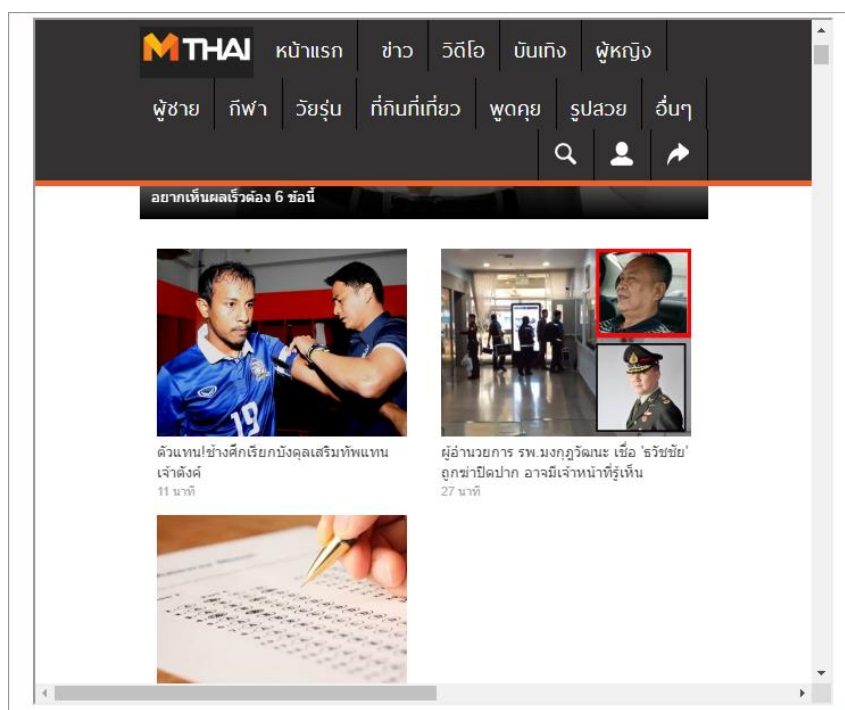 MTHAI หน้าแรก ข่าว วิดีโอ บันเทิง ผู้หญิง
ผู้ชาย กีฬา วัยรุ่น ที่กินที่เที่ยว พูดคุย รูปสวย อื่นๆ
อยากเห็นผลเร็วต้อง 6 ข้อนี้
19
ตัวแทน!ช้างศึกเรียกบังดุลเสริมทัพแทน
เจ้าตังค์
11 นาที
ผู้อำนวยการ รพ.มงกุฎวัฒนะ เชื่อ 'ธวัชชัย'
ถูกฆ่าปิดปาก อาจมีเจ้าหน้าที่รู้เห็น
27 นาที